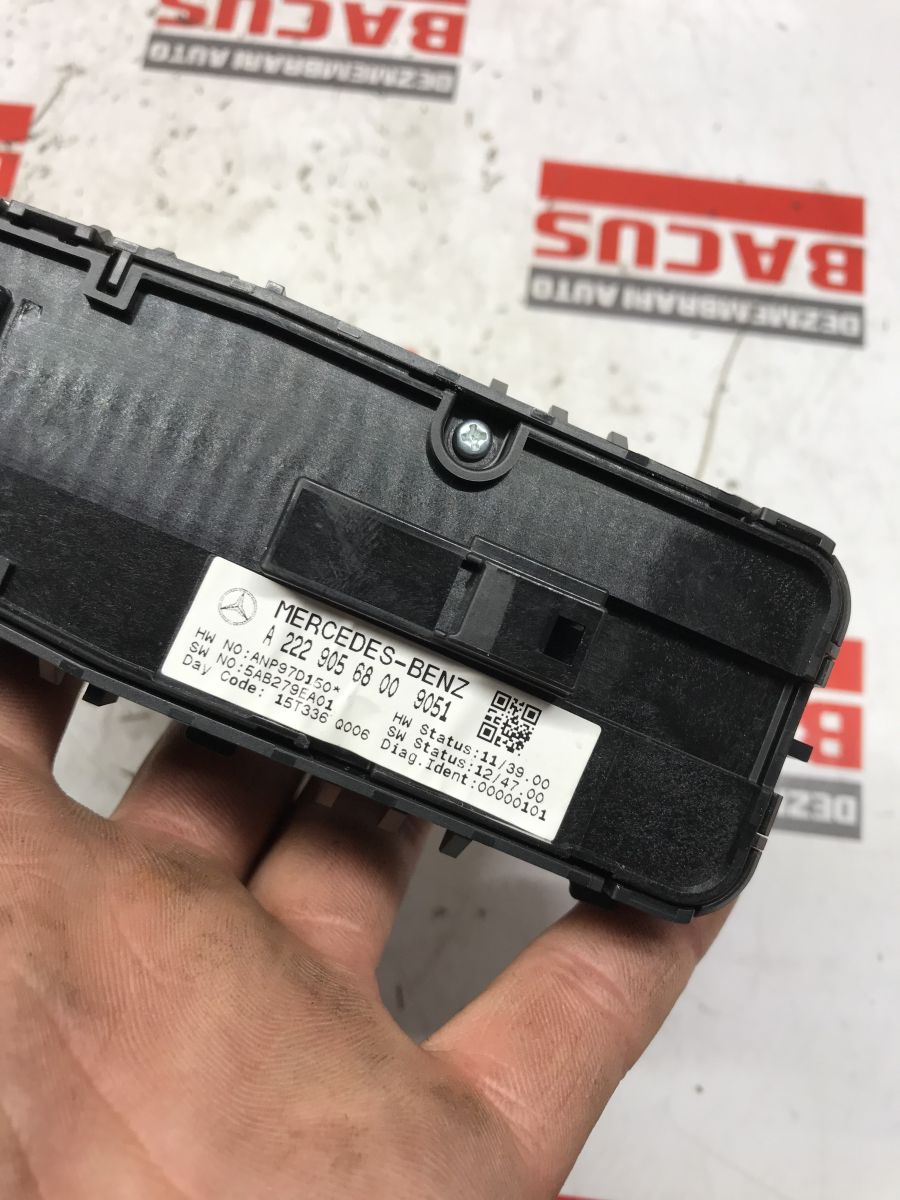 BACUS
DEZMEMBRARI AUTO
BACUS
DEZMEMBRARI AUTO
MERCEDES-BENZ
A 222 905 68 00 9051
HW NO:ANP97D150*
SW NO:5AB279EA01
Day Code: 15T336 Q006
HW Status:11/39.00
SW Status:12/47.00
Diag.Ident:00000101
DEZM